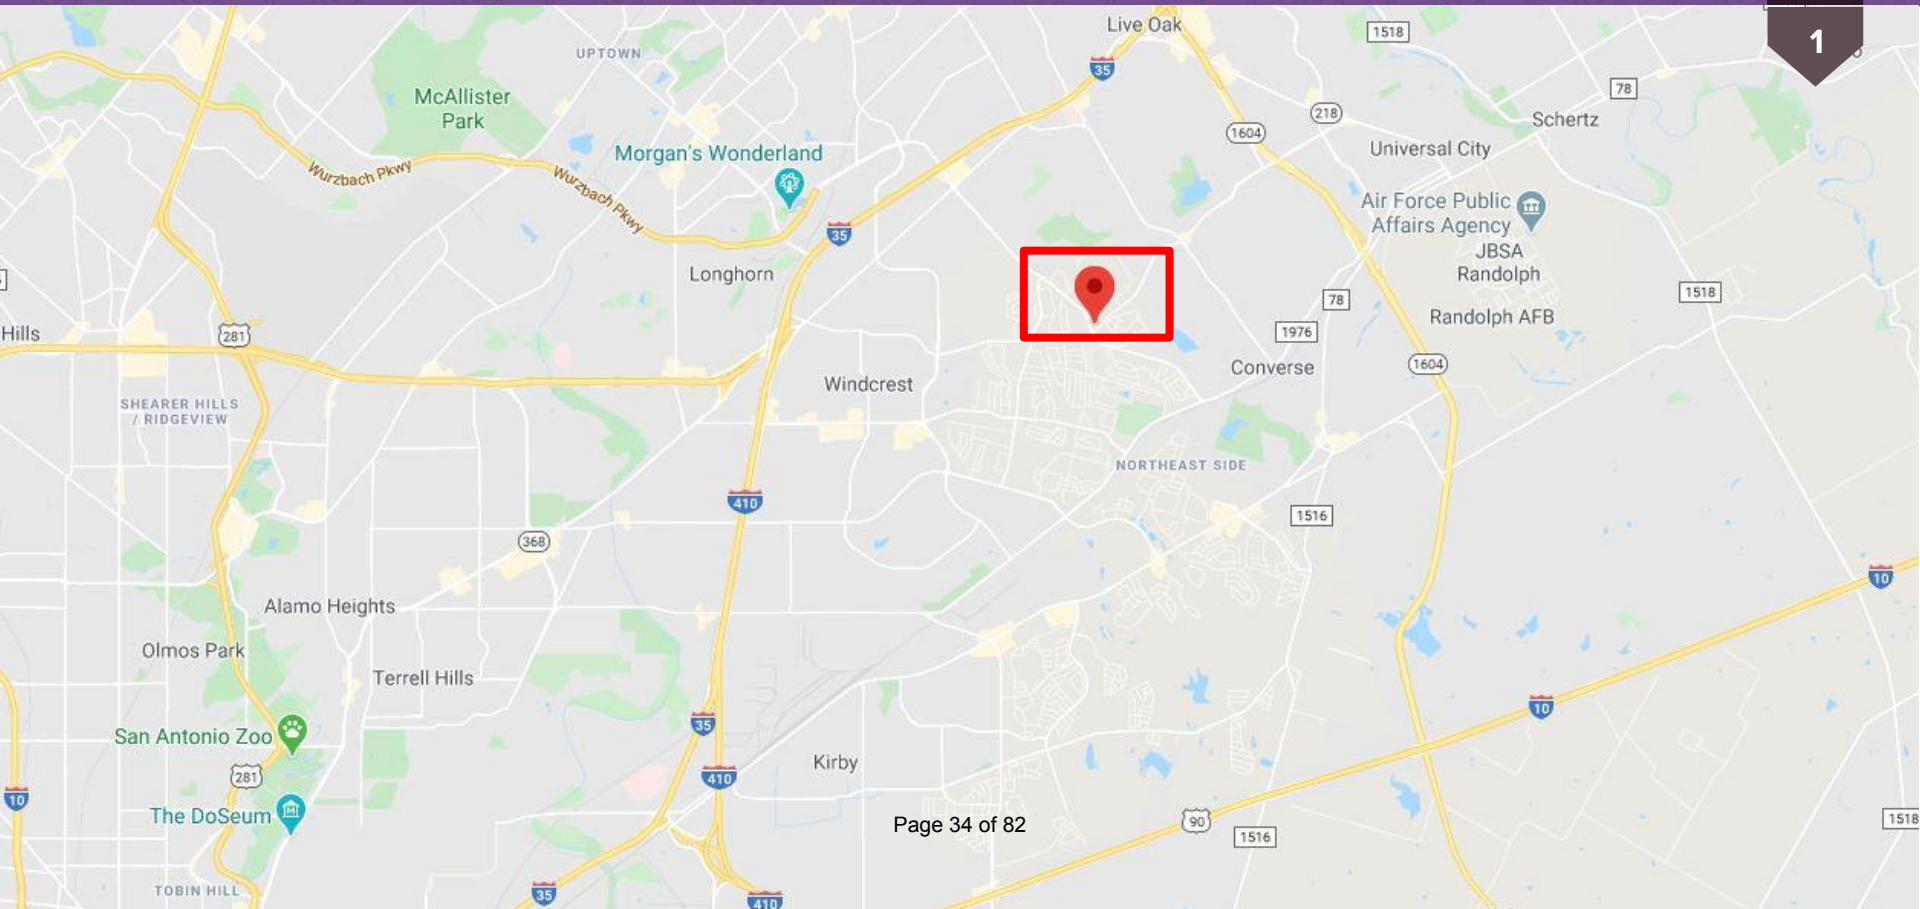 Live Oak
1518
1
UPTOWN
35
78
McAllister
Park
218
Schertz
1604
Universal City
Morgan's Wonderland
Wurzbach Pkwy
Wurzbach Pkwy
Air Force Public
Affairs Agency
35
JBSA
Randolph
Longhorn
1518
78
Randolph AFB
Hills
281
1976
Converse
1604
Windcrest
SHEARER HILLS
/ RIDGEVIEW
NORTHEAST SIDE
410
1516
368
10
Alamo Heights
Olmos Park
Terrell Hills
10
San Antonio Zoo
35
Kirby
281
410
10
The DoSeum
Page 34 of 82
90
1516
1518
TOBIN HILL
35
410